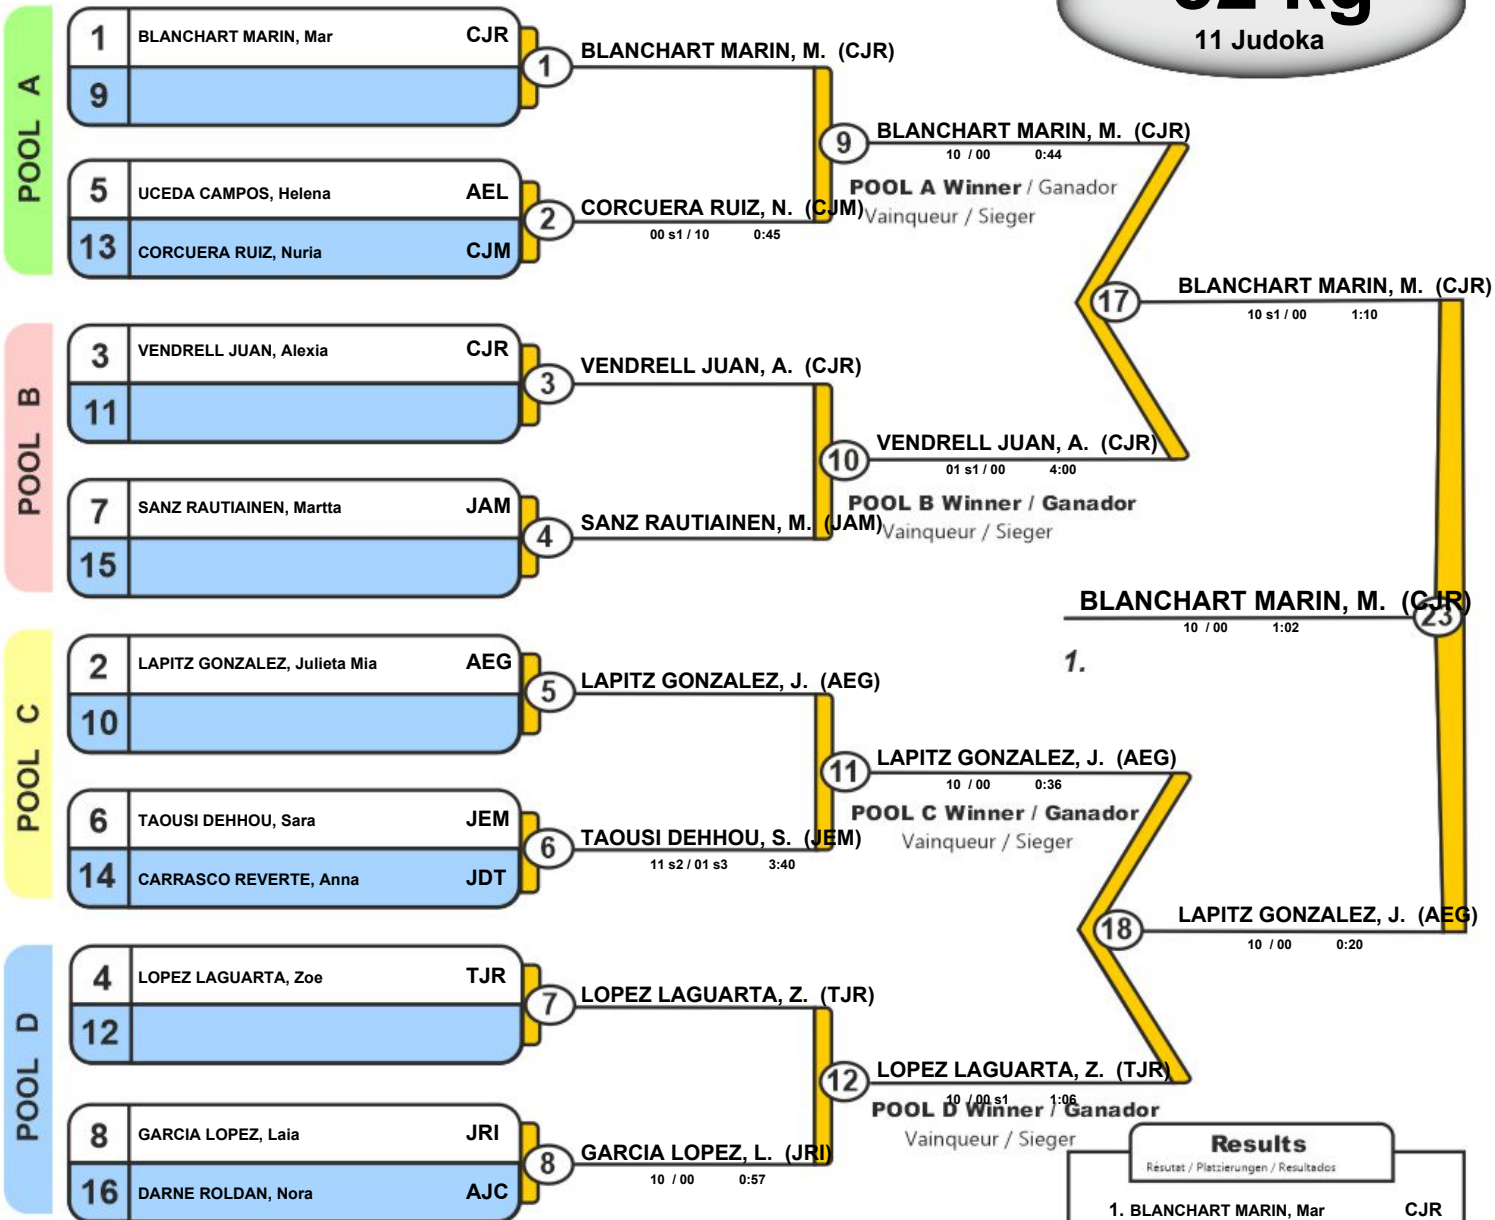 11 Judoka
POOL A
1 BLANCHART MARIN, Mar CJR
9
5 UCEDA CAMPOS, Helena AEL
13 CORCUERA RUIZ, Nuria CJM
POOL B
3 VENDRELL JUAN, Alexia CJR
11
7 SANZ RAUTIAINEN, Martta JAM
15
POOL C
2 LAPITZ GONZALEZ, Julieta Mia AEG
10
6 TAOUSI DEHHOU, Sara JEM
14 CARRASCO REVERTE, Anna JDT
POOL D
4 LOPEZ LAGUARTA, Zoe TJR
12
8 GARCIA LOPEZ, Laia JRI
16 DARNE ROLDAN, Nora AJC
1 BLANCHART MARIN, M. (CJR)
2 CORCUERA RUIZ, N. (CJM)
00 s1 / 10 0:45
3 VENDRELL JUAN, A. (CJR)
4 SANZ RAUTIAINEN, M. (JAM)
5 LAPITZ GONZALEZ, J. (AEG)
6 TAOUSI DEHHOU, S. (JEM)
11 s2 / 01 s3 3:40
7 LOPEZ LAGUARTA, Z. (TJR)
8 GARCIA LOPEZ, L. (JRI)
10 / 00 0:57
9 BLANCHART MARIN, M. (CJR)
10 / 00 0:44
POOL A Winner / Ganador
Vainqueur / Sieger
10 VENDRELL JUAN, A. (CJR)
01 s1 / 00 4:00
POOL B Winner / Ganador
Vainqueur / Sieger
11 LAPITZ GONZALEZ, J. (AEG)
10 / 00 0:36
POOL C Winner / Ganador
Vainqueur / Sieger
12 LOPEZ LAGUARTA, Z. (TJR)
10 / 00 s1 1:06
POOL D Winner / Ganador
Vainqueur / Sieger
17 BLANCHART MARIN, M. (CJR)
10 s1 / 00 1:10
18 LAPITZ GONZALEZ, J. (AEG)
10 / 00 0:20
BLANCHART MARIN, M. (CJR) 23
10 / 00 1:02
1.
Results
Résutat / Platzierungen / Resultados
1. BLANCHART MARIN, Mar CJR